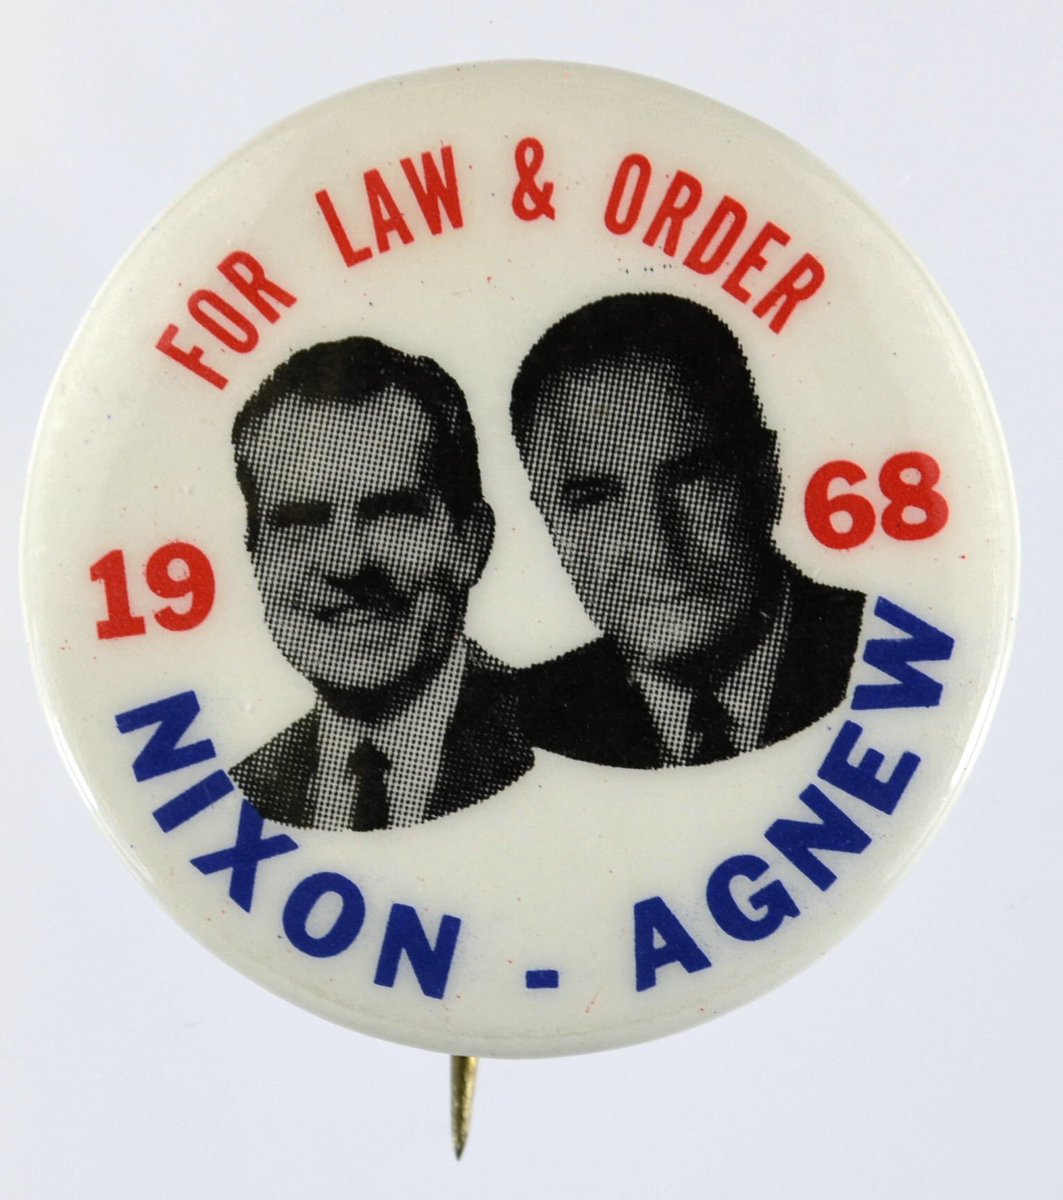 FOR LAW & ORDER
19 68
NIXON - AGNEW